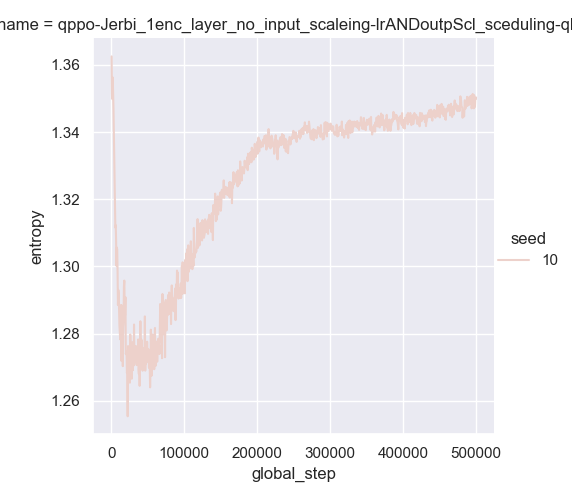 name = qppo-Jerbi_1enc_layer_no_input_scaleing-lrANDoutpScl_sceduling-q
1.36
1.34
1.32
1.30
1.28
1.26
entropy
0 100000 200000 300000 400000 500000
global_step
seed
10